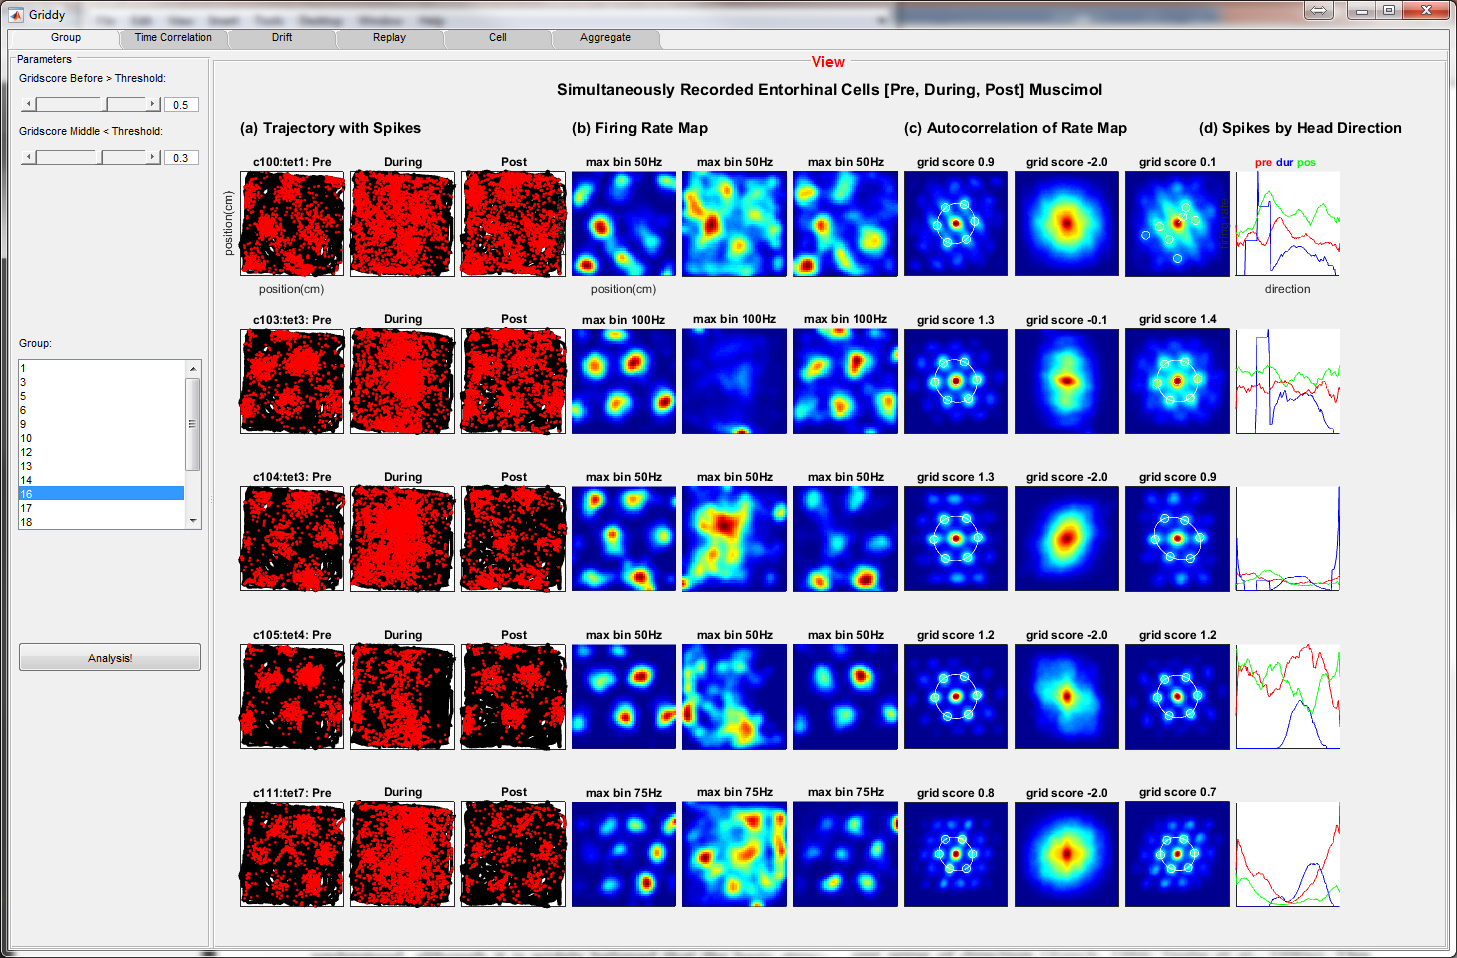 Griddy
Group Time Correlation Drift Replay Cell Aggregate
Parameters
Gridscore Before > Threshold:
0.5
Gridscore Middle < Threshold:
0.3
Group:
1
3
5
6
9
10
12
13
14
16
17
18
Analysis!
View
Simultaneously Recorded Entorhinal Cells [Pre, During, Post] Muscimol
(a) Trajectory with Spikes (b) Firing Rate Map (c) Autocorrelation of Rate Map (d) Spikes by Head Direction
c100:tet1: Pre During Post max bin 50Hz max bin 50Hz max bin 50Hz grid score 0.9 grid score -2.0 grid score 0.1 pre dur pos
position(cm)
position(cm) position(cm) direction
c103:tet3: Pre During Post max bin 100Hz max bin 100Hz max bin 100Hz grid score 1.3 grid score -0.1 grid score 1.4
c104:tet3: Pre During Post max bin 50Hz max bin 50Hz max bin 50Hz grid score 1.3 grid score -2.0 grid score 0.9
c105:tet4: Pre During Post max bin 50Hz max bin 50Hz max bin 50Hz grid score 1.2 grid score -2.0 grid score 1.2
c111:tet7: Pre During Post max bin 75Hz max bin 75Hz max bin 75Hz grid score 0.8 grid score -2.0 grid score 0.7